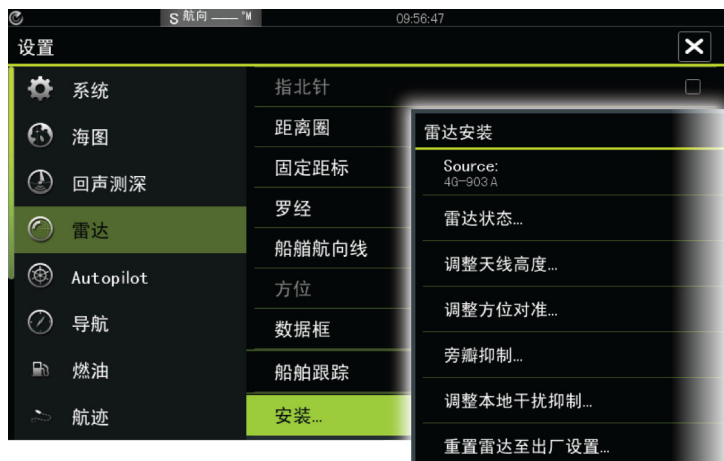 S 航向 —— °M
09:56:47
设置
系统
海图
回声测深
雷达
Autopilot
导航
燃油
航迹
指北针
距离圈
固定距标
罗经
船艏航向线
方位
数据框
船舶跟踪
安装...
雷达安装
Source:
4G-903 A
雷达状态...
调整天线高度...
调整方位对准...
旁瓣抑制...
调整本地干扰抑制...
重置雷达至出厂设置...